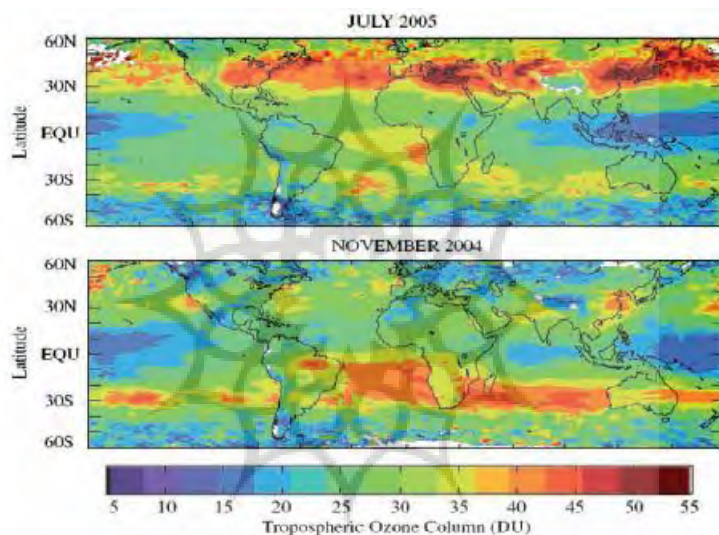 JULY 2005
60N
30N
EQU
30S
60S
Latitude
NOVEMBER 2004
60N
30N
EQU
30S
60S
Latitude
5 10 15 20 25 30 35 40 45 50 55
Tropospheric Ozone Column (DU)